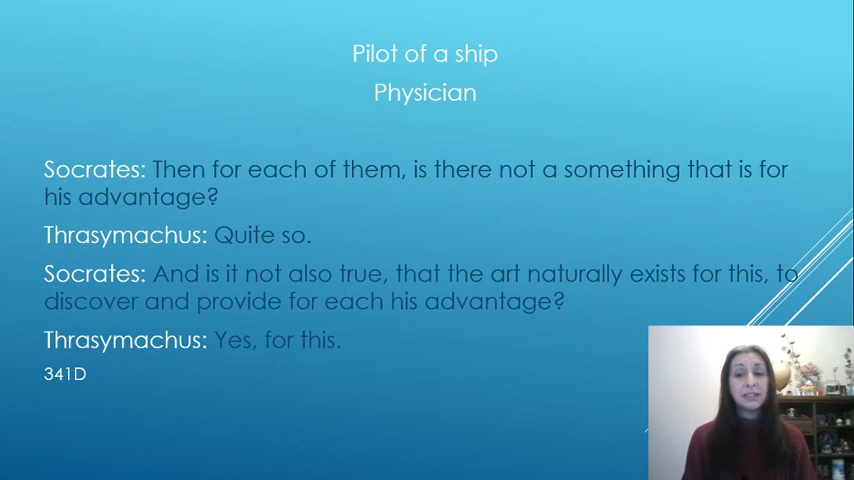 Pilot of a ship
Physician
Socrates: Then for each of them, is there not a something that is for
his advantage?
Thrasymachus: Quite so.
Socrates: And is it not also true, that the art naturally exists for this, to
discover and provide for each his advantage?
Thrasymachus: Yes, for this.
341D